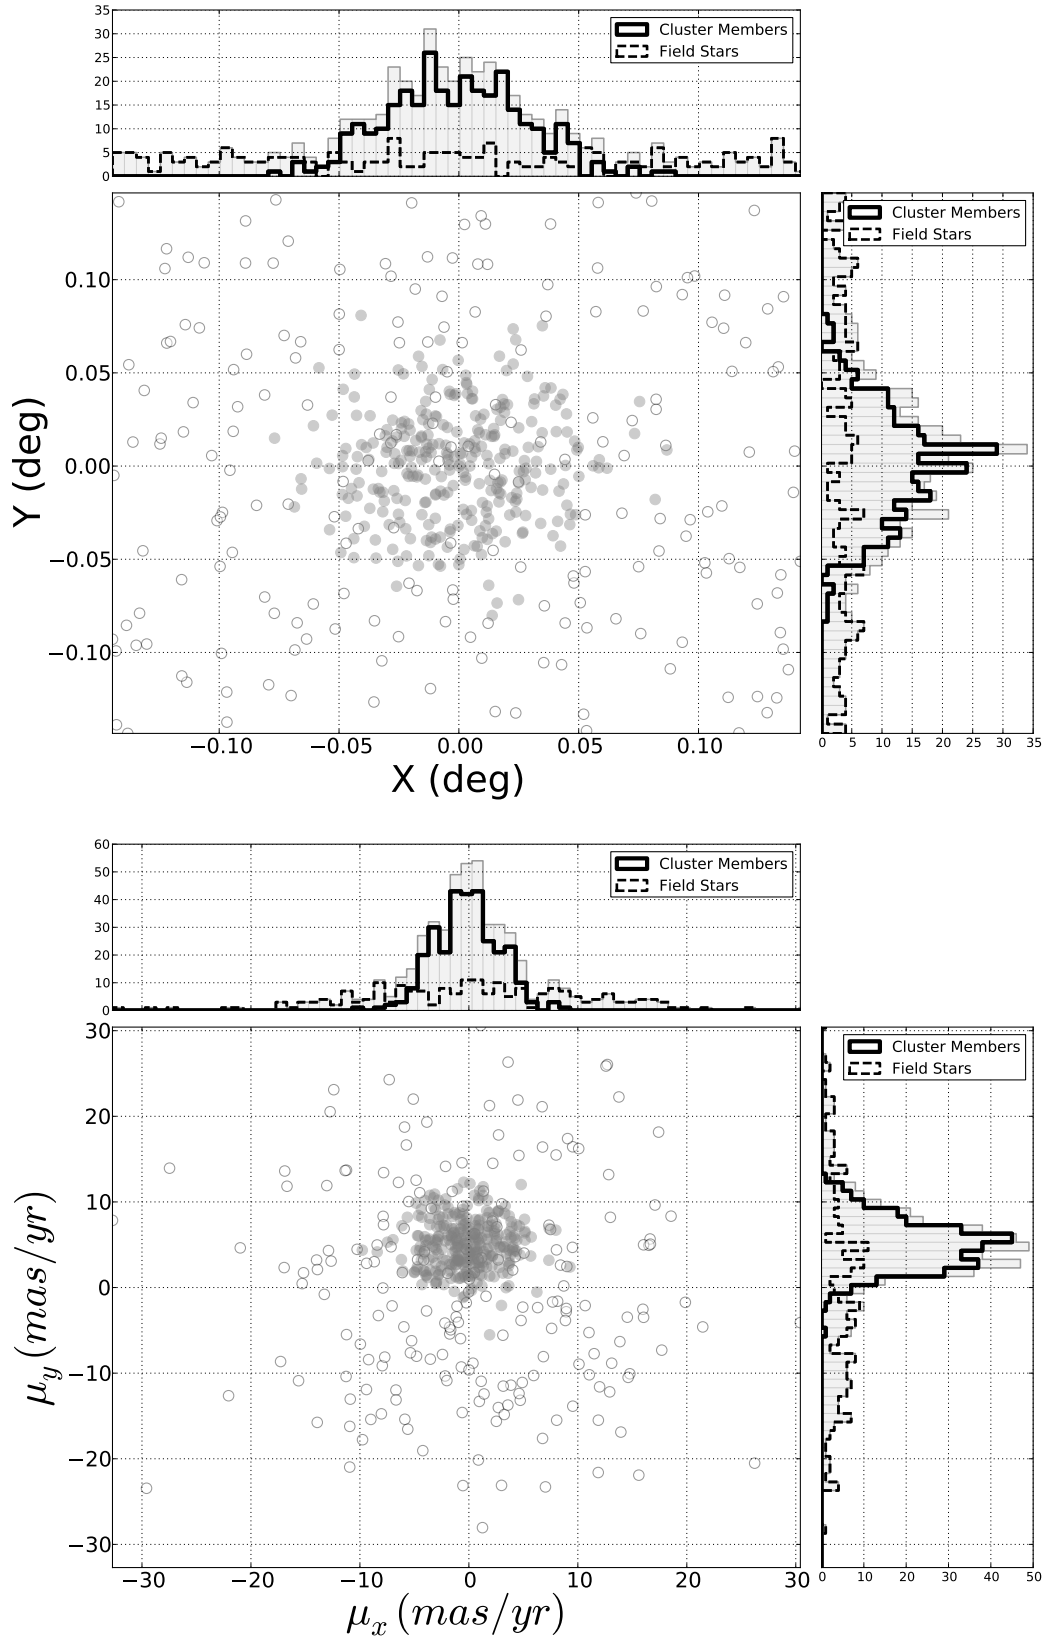 35
30
25
20
15
10
5
0
Cluster Members
Field Stars
0.10
0.05
0.00
−0.05
−0.10
Y (deg)
−0.10 −0.05 0.00 0.05 0.10
X (deg)
Cluster Members
Field Stars
0 5 10 15 20 25 30 35
60
50
40
30
20
10
0
Cluster Members
Field Stars
30
20
10
0
−10
−20
−30
μy (mas/yr)
−30 −20 −10 0 10 20 30
μx (mas/yr)
Cluster Members
Field Stars
0 10 20 30 40 50